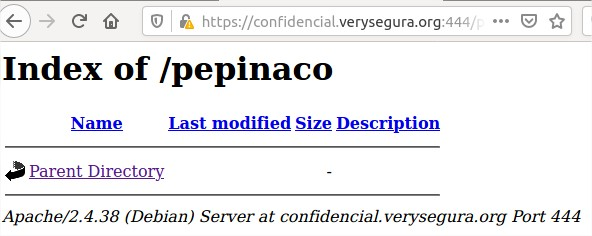 https://confidencial.verysegura.org:444/p
Index of /pepinaco
Name Last modified Size Description
Parent Directory -
Apache/2.4.38 (Debian) Server at confidencial.verysegura.org Port 444